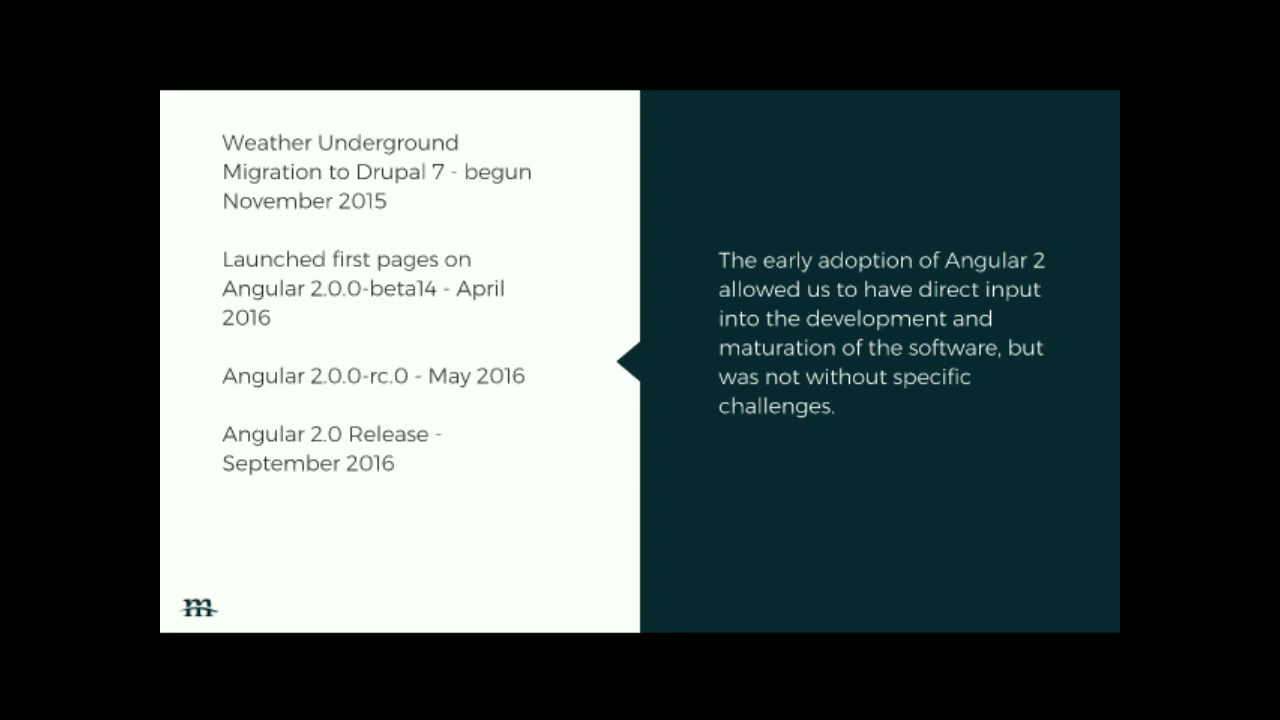 Weather Underground
Migration to Drupal 7 - begun
November 2015
Launched first pages on
Angular 2.0.0-beta14 - April
2016
Angular 2.0.0-rc.0 - May 2016
Angular 2.0 Release -
September 2016
m
The early adoption of Angular 2
allowed us to have direct input
into the development and
maturation of the software, but
was not without specific
challenges.